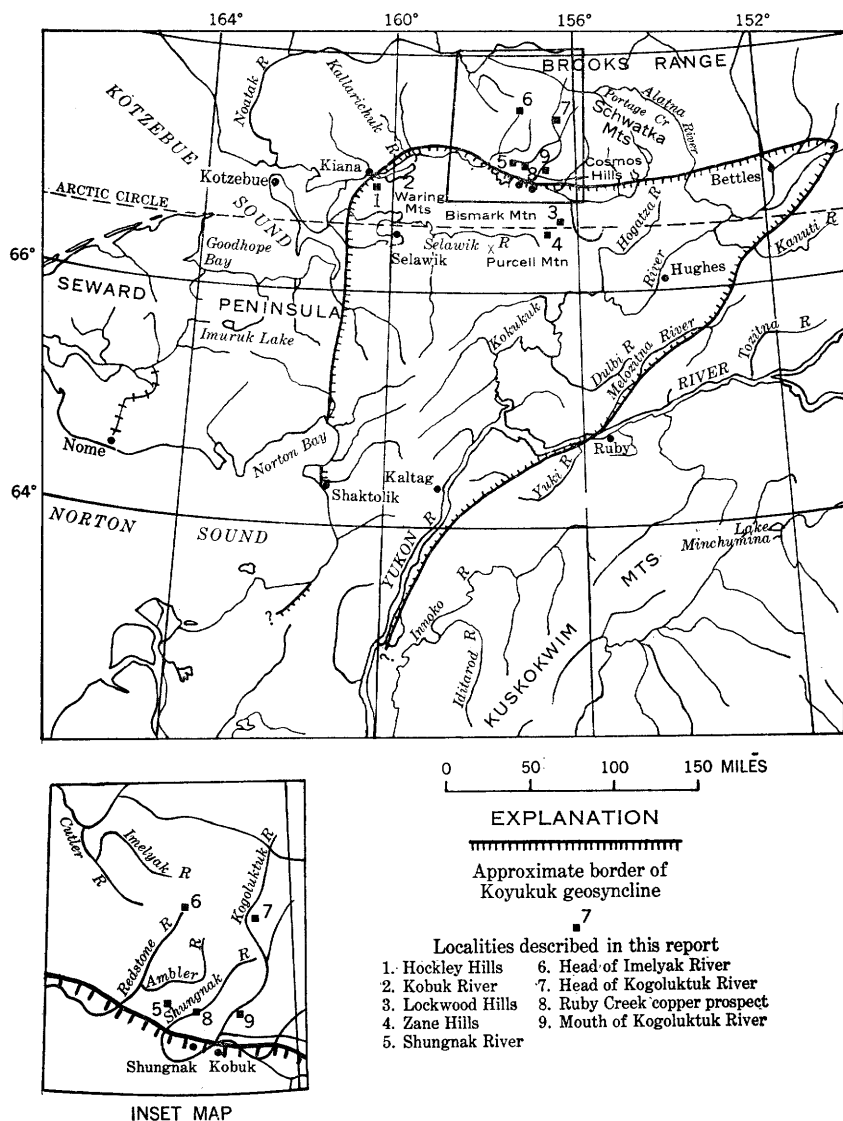 164° 160° 156° 152°
BROOKS RANGE
KOTZEBUE
SOUND
Noatak R
Kallarichuk R
6
7
Portage Cr
Alatna River
Schwatka
Mts
Kiana
Kotzebue
2
1
Waring
Mts
5
9
8
Cosmos
Hills
Bettles
ARCTIC CIRCLE
Bismark Mtn
3
4
Hogatza R
Kanuti R
66°
Goodhope
Bay
Selawik
Selawik R
Purcell Mtn
River
Hughes
SEWARD
PENINSULA
Imuruk Lake
Kokukuk
Dulbi R
Melozitna River
Tozitna R
RIVER
Nome
Norton Bay
Ruby
Kaltag
Yuki R
Shaktolik
64°
NORTON
SOUND
YUKON R
Lake
Minchumina
MTS
?
?
Innoko R
Iditarod R
KUSKOKWIM
0 50 100 150 MILES
EXPLANATION
Approximate border of
Koyukuk geosyncline
7
Localities described in this report
1. Hockley Hills
2. Kobuk River
3. Lockwood Hills
4. Zane Hills
5. Shungnak River
6. Head of Imelyak River
7. Head of Kogoluktuk River
8. Ruby Creek copper prospect
9. Mouth of Kogoluktuk River
Cutler R
Imelyak R
Kogoluktuk R
6
7
Redstone R
Ambler R
Shungnak R
5
8
9
Shungnak Kobuk
INSET MAP